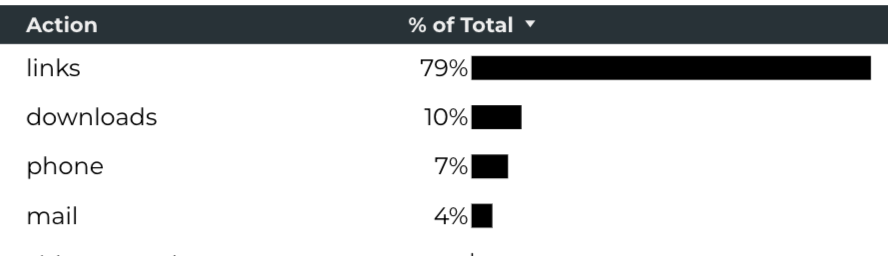 Action % of Total ▼
links 79%
downloads 10%
phone 7%
mail 4%